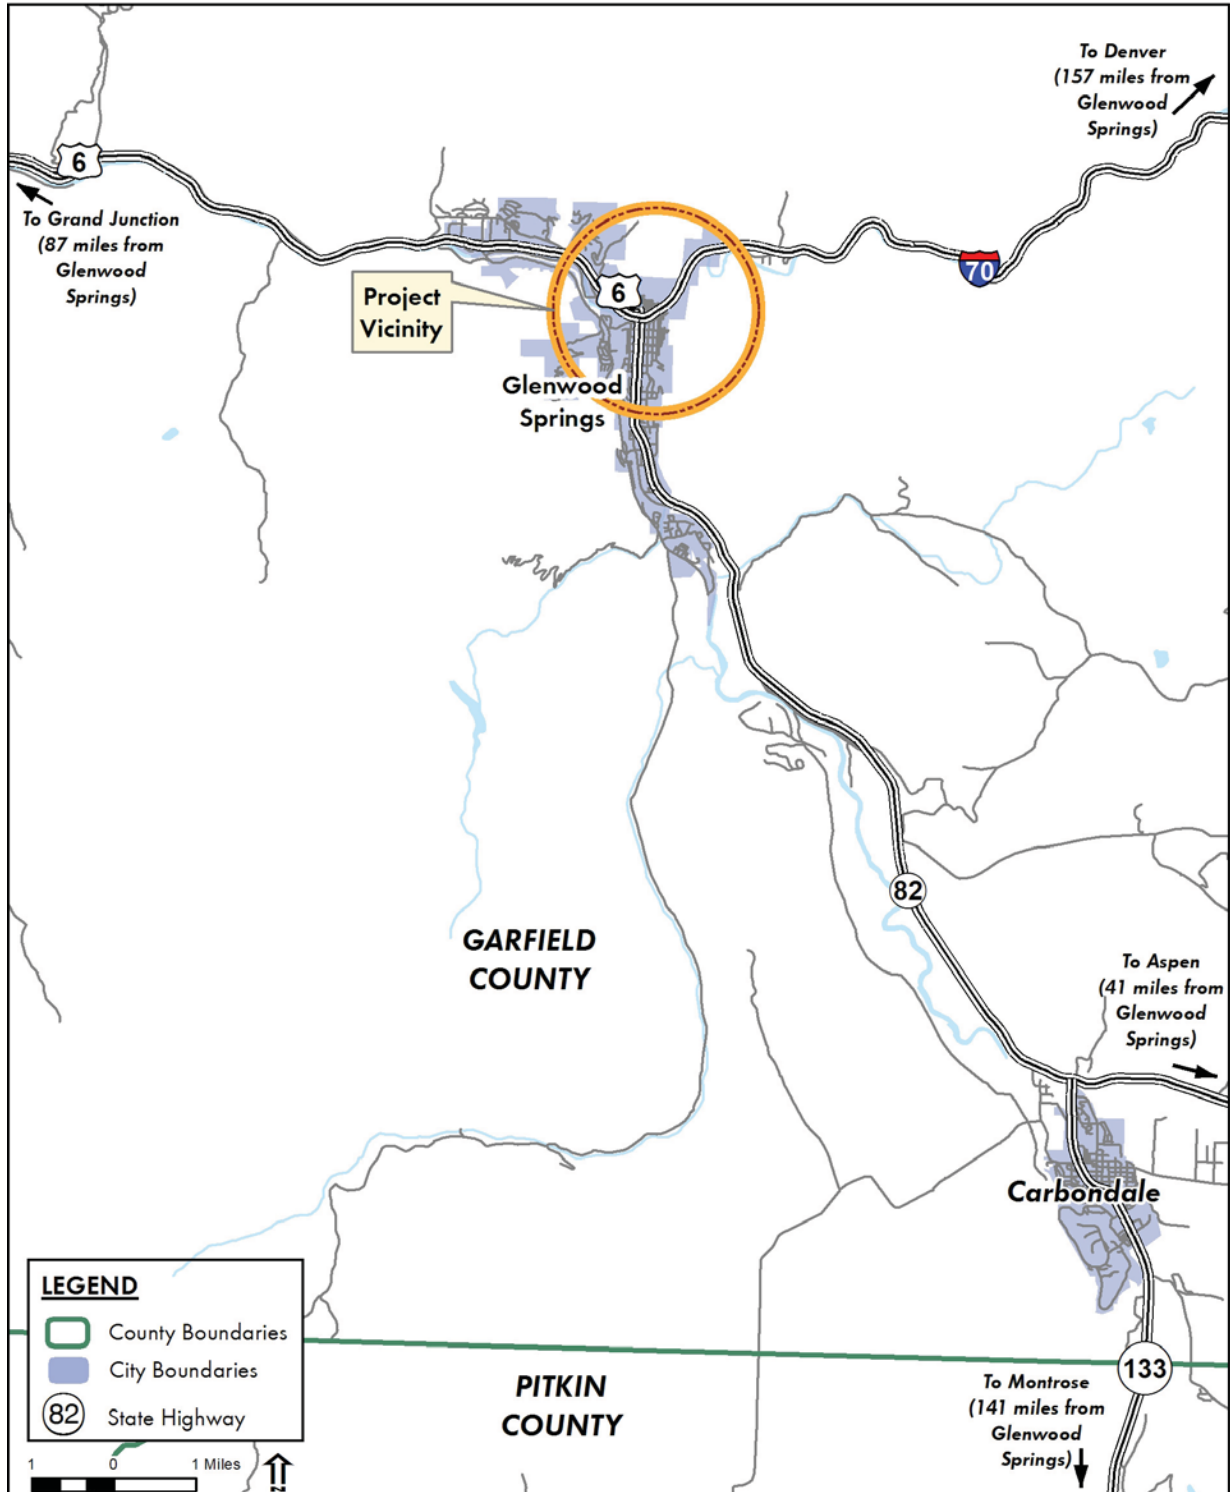 To Denver
(157 miles from
Glenwood
Springs)
6
To Grand Junction
(87 miles from
Glenwood
Springs)
70
Project
Vicinity
6
Glenwood
Springs
82
GARFIELD
COUNTY
To Aspen
(41 miles from
Glenwood
Springs)
Carbondale
LEGEND
County Boundaries
City Boundaries
82 State Highway
133
PITKIN
COUNTY
To Montrose
(141 miles from
Glenwood
Springs)
1 0 1 Miles
N